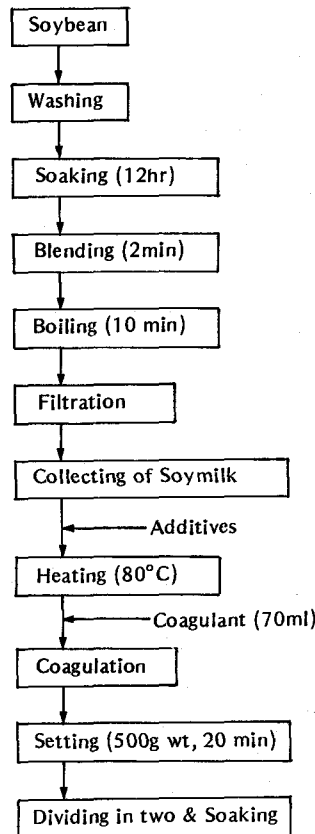 Soybean
Washing
Soaking (12hr)
Blending (2min)
Boiling (10 min)
Filtration
Collecting of Soymilk
Additives
Heating (80°C)
Coagulant (70ml)
Coagulation
Setting (500g wt, 20 min)
Dividing in two & Soaking